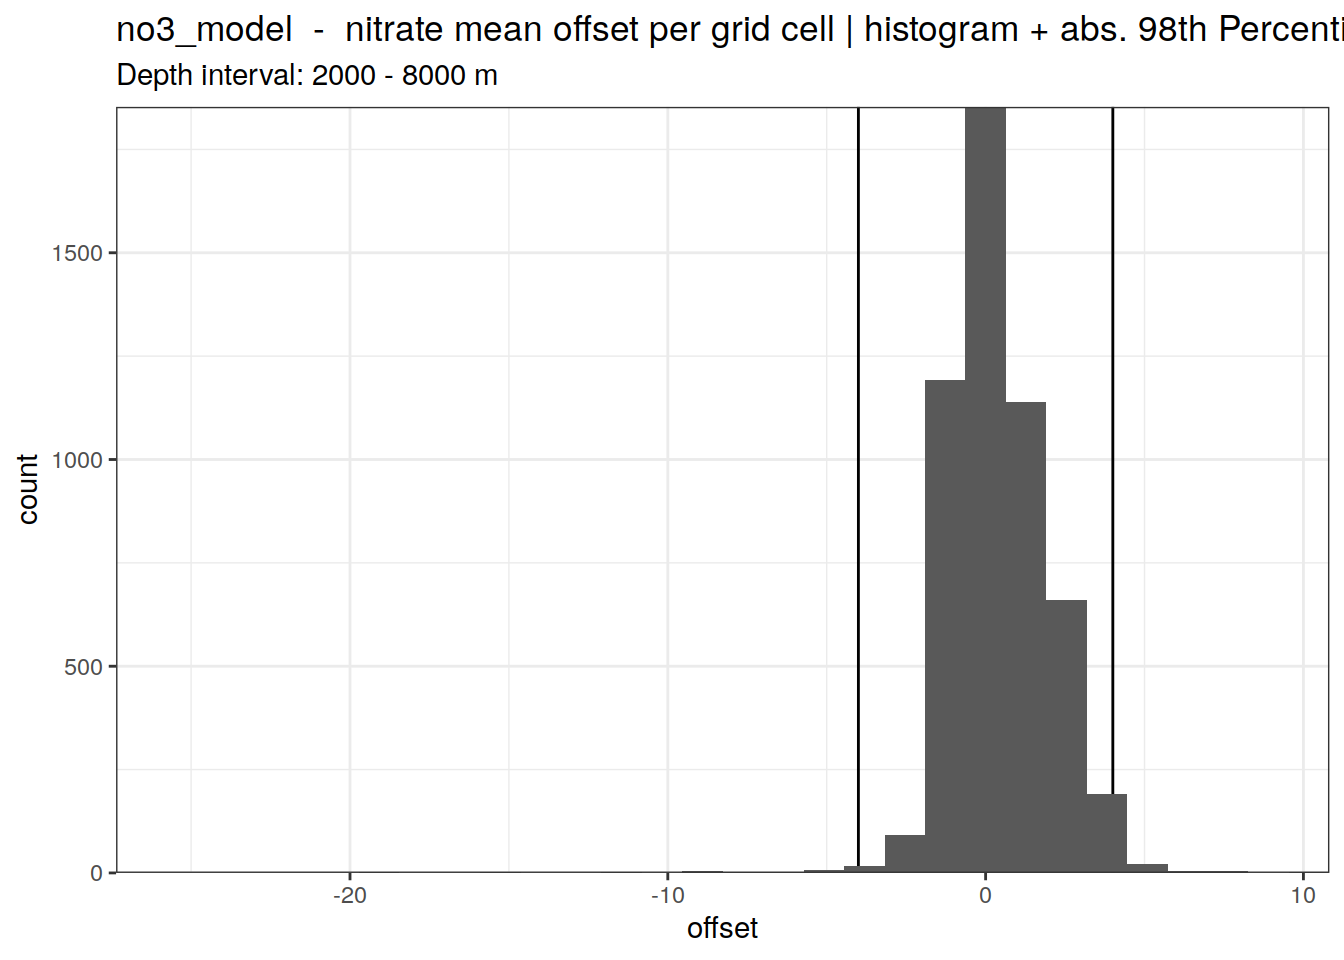 no3_model  -  nitrate mean offset per grid cell | histogram + abs. 98th Percenti
Depth interval: 2000 - 8000 m
1500
1000
500
0
count
-20
-10
0
10
offset